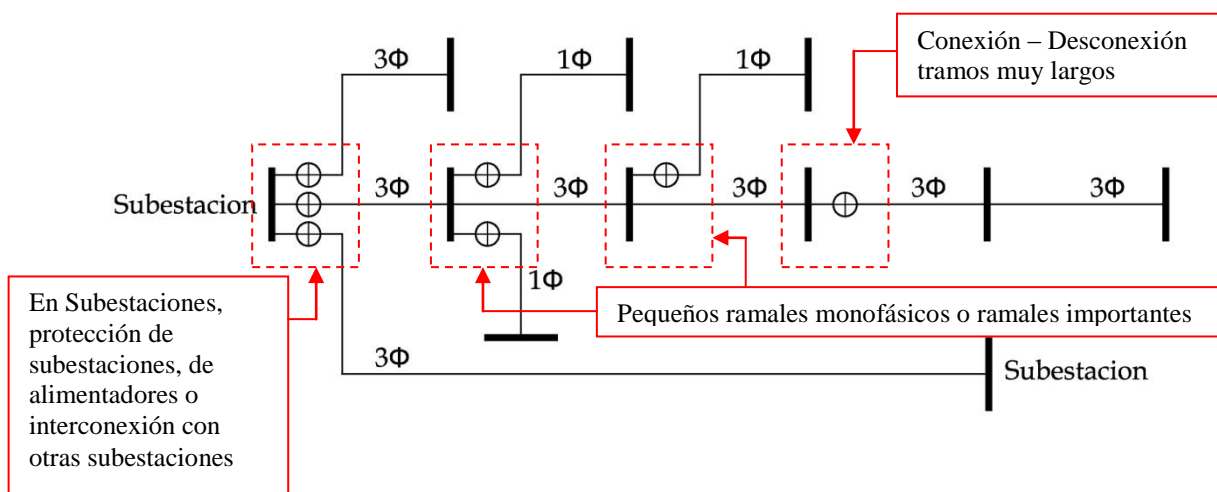 Conexión – Desconexión
tramos muy largos
3Φ
1Φ
1Φ
Subestacion
3Φ
3Φ
3Φ
3Φ
3Φ
1Φ
En Subestaciones,
protección de
subestaciones, de
alimentadores o
interconexión con
otras subestaciones
Pequeños ramales monofásicos o ramales importantes
3Φ
Subestacion